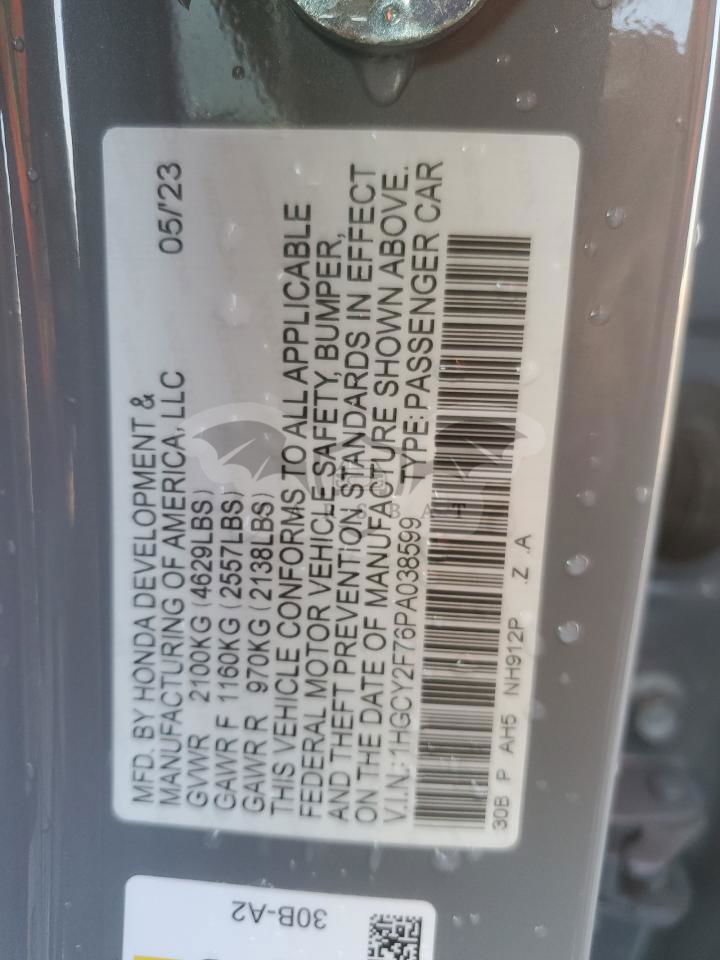 MFD. BY HONDA DEVELOPMENT &
MANUFACTURING OF AMERICA, LLC 05/'23
GVWR 2100KG (4629LBS)
GAWR F 1160KG (2557LBS)
GAWR R 970KG (2138LBS)
THIS VEHICLE CONFORMS TO ALL APPLICABLE
FEDERAL MOTOR VEHICLE SAFETY, BUMPER,
AND THEFT PREVENTION STANDARDS IN EFFECT
ON THE DATE OF MANUFACTURE SHOWN ABOVE.
V.I.N.:1HGCY2F76PA038599 TYPE: PASSENGER CAR
30B P AH5 NH912P .Z .A
30B-A2